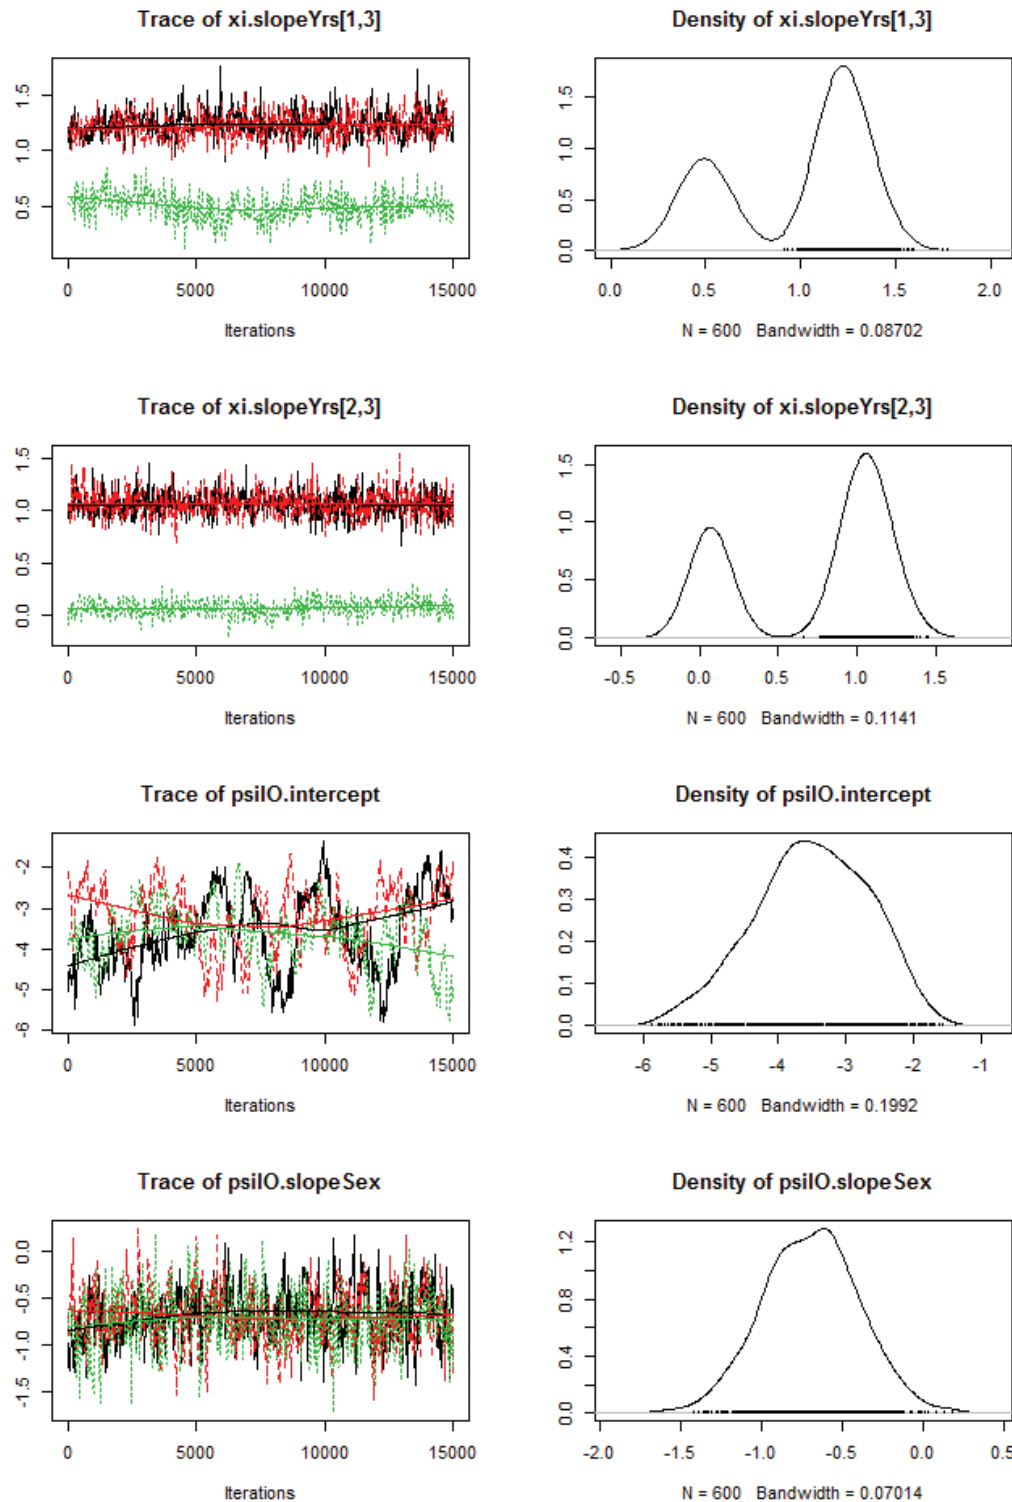 Trace of xi.slopeYrs[1,3]
Density of xi.slopeYrs[1,3]
0.5 1.0 1.5
0 5000 10000 15000
Iterations
0.0 0.5 1.0 1.5
0.0 0.5 1.0 1.5 2.0
N = 600 Bandwidth = 0.08702
Trace of xi.slopeYrs[2,3]
Density of xi.slopeYrs[2,3]
0.0 0.5 1.0 1.5
0 5000 10000 15000
Iterations
0.0 0.5 1.0 1.5
-0.5 0.0 0.5 1.0 1.5
N = 600 Bandwidth = 0.1141
Trace of psiIO.intercept
Density of psiIO.intercept
-6 -5 -4 -3 -2
0 5000 10000 15000
Iterations
0.0 0.1 0.2 0.3 0.4
-6 -5 -4 -3 -2 -1
N = 600 Bandwidth = 0.1992
Trace of psiIO.slopeSex
Density of psiIO.slopeSex
-1.5 -1.0 -0.5 0.0
0 5000 10000 15000
Iterations
0.0 0.4 0.8 1.2
-2.0 -1.5 -1.0 -0.5 0.0 0.5
N = 600 Bandwidth = 0.07014